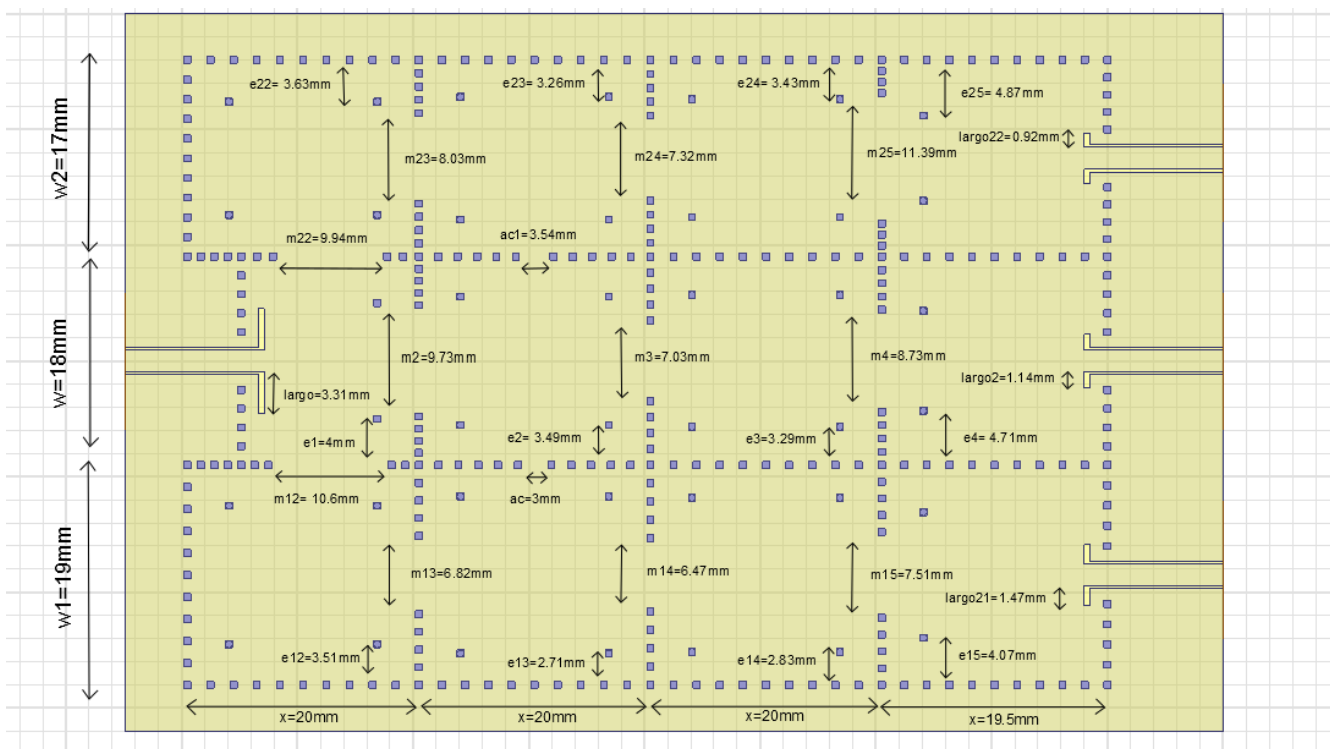 e22= 3.63mm
e23= 3.26mm
e24= 3.43mm
e25= 4.87mm
largo22=0.92mm
w2=17mm
m23=8.03mm
m24=7.32mm
m25=11.39mm
m22=9.94mm
ac1=3.54mm
w=18mm
m2=9.73mm
m3=7.03mm
m4=8.73mm
largo2=1.14mm
largo=3.31mm
e1=4mm
e2= 3.49mm
e3=3.29mm
e4= 4.71mm
m12= 10.6mm
ac=3mm
w1=19mm
m13=6.82mm
m14=6.47mm
m15=7.51mm
largo21=1.47mm
e12=3.51mm
e13=2.71mm
e14=2.83mm
e15=4.07mm
x=20mm
x=20mm
x=20mm
x=19.5mm